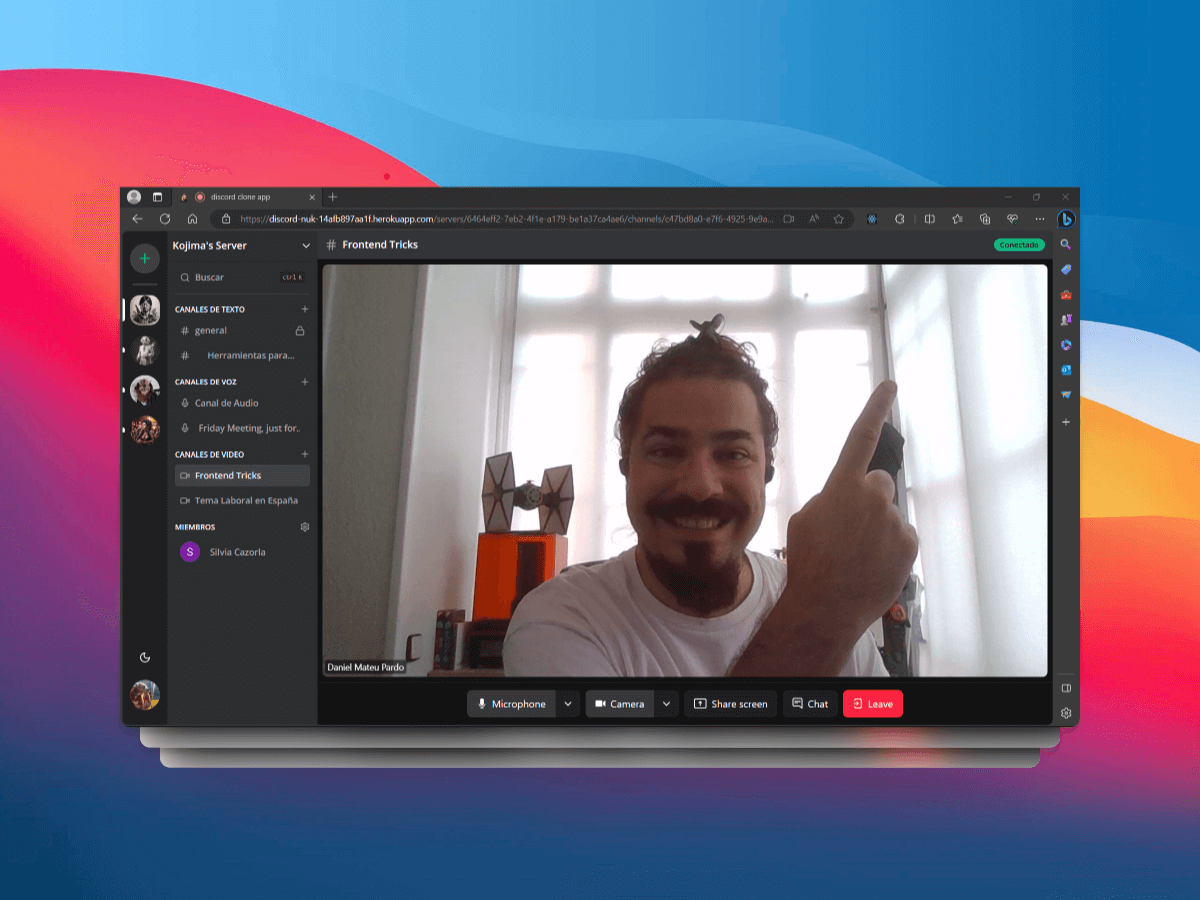 discord clone app
https://discord-nuk-14afb897aa1f.herokuapp.com/servers/6464eff2-7eb2-4f1e-a179-be1a37ca4ae6/channels/c47bd8a0-e7f6-4925-9e9a...
Kojima's Server
# Frontend Tricks
Conectado
Buscar
ctrl K
CANALES DE TEXTO
# general
# Herramientas para...
CANALES DE VOZ
Canal de Audio
Friday Meeting, just for..
CANALES DE VIDEO
Frontend Tricks
Tema Laboral en España
MIEMBROS
S Silvia Cazorla
Daniel Mateu Pardo
Microphone
Camera
Share screen
Chat
Leave